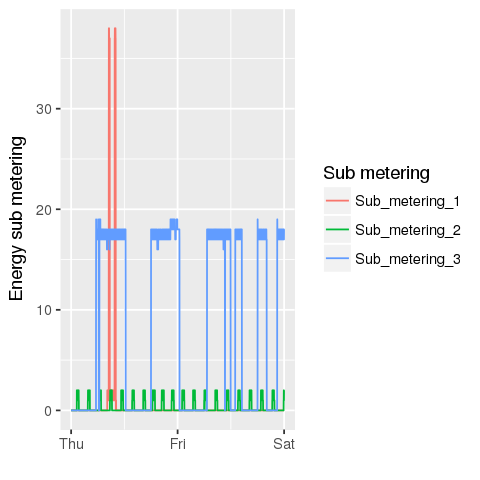 Energy sub metering
30
20
10
0
Thu
Fri
Sat
Sub metering
Sub_metering_1
Sub_metering_2
Sub_metering_3